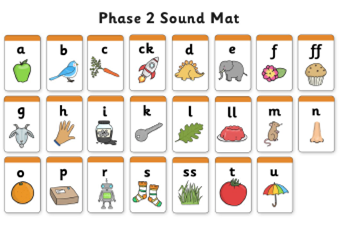 Phase 2 Sound Mat
a b c ck d e f ff
g h i k l ll m n
o p r s ss t u